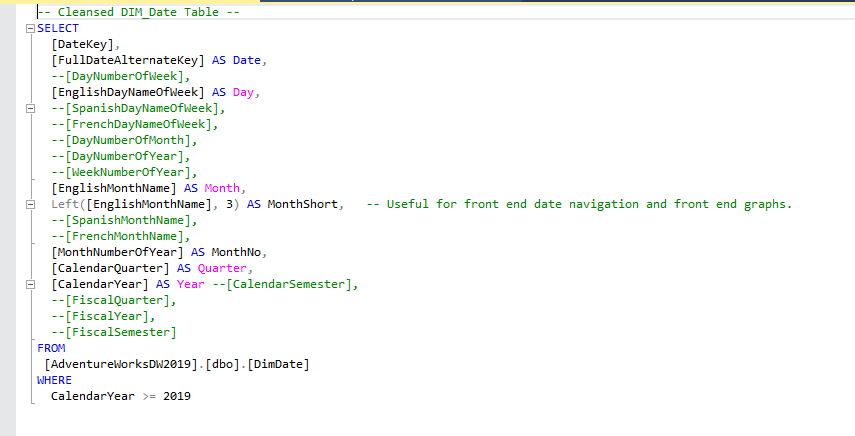 -- Cleansed DIM_Date Table --
SELECT
[DateKey],
[FullDateAlternateKey] AS Date,
--[DayNumberOfWeek],
[EnglishDayNameOfWeek] AS Day,
--[SpanishDayNameOfWeek],
--[FrenchDayNameOfWeek],
--[DayNumberOfMonth],
--[DayNumberOfYear],
--[WeekNumberOfYear],
[EnglishMonthName] AS Month,
Left([EnglishMonthName], 3) AS MonthShort,   -- Useful for front end date navigation and front end graphs.
--[SpanishMonthName],
--[FrenchMonthName],
[MonthNumberOfYear] AS MonthNo,
[CalendarQuarter] AS Quarter,
[CalendarYear] AS Year --[CalendarSemester],
--[FiscalQuarter],
--[FiscalYear],
--[FiscalSemester]
FROM
[AdventureWorksDW2019].[dbo].[DimDate]
WHERE
CalendarYear >= 2019